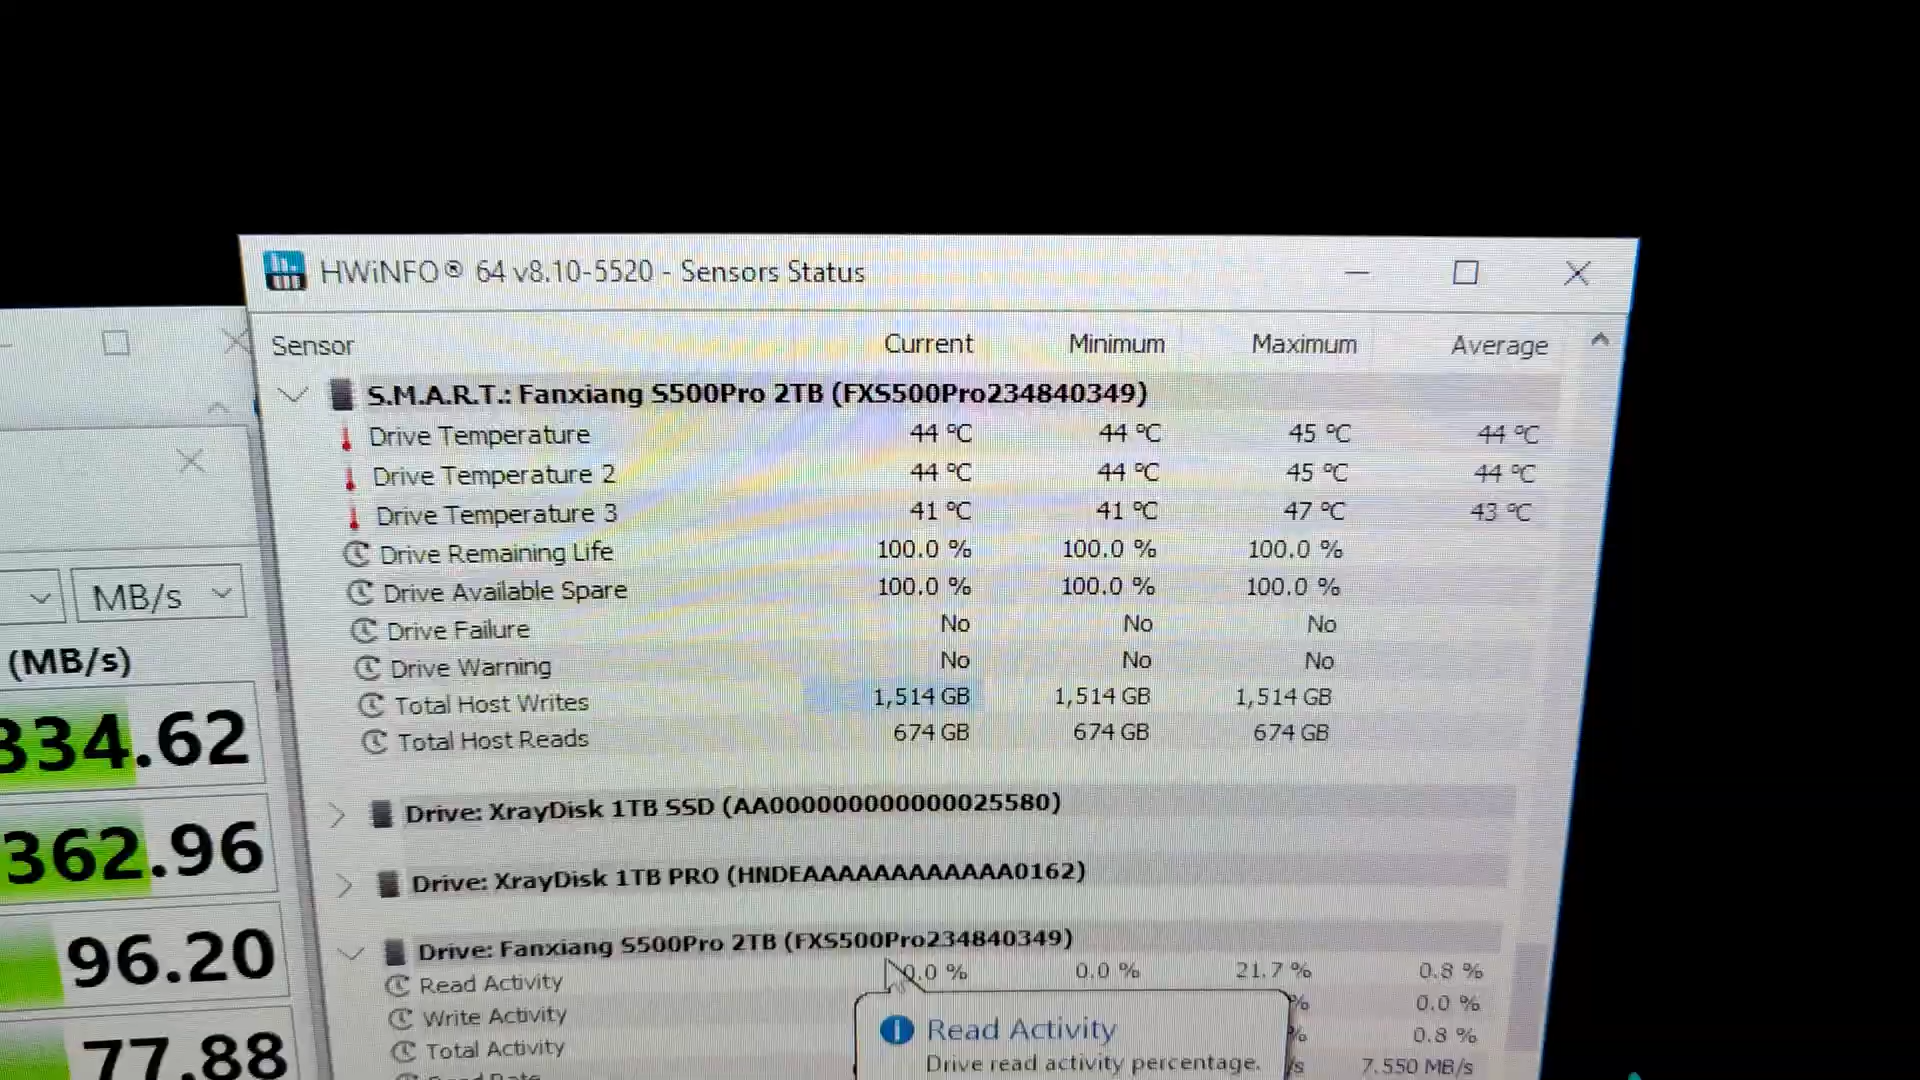 HWiNFO® 64 v8.10-5520 - Sensors Status
Sensor Current Minimum Maximum Average
S.M.A.R.T.: Fanxiang S500Pro 2TB (FXS500Pro234840349)
Drive Temperature 44 °C 44 °C 45 °C 44 °C
Drive Temperature 2 44 °C 44 °C 45 °C 44 °C
Drive Temperature 3 41 °C 41 °C 47 °C 43 °C
Drive Remaining Life 100.0 % 100.0 % 100.0 %
Drive Available Spare 100.0 % 100.0 % 100.0 %
Drive Failure No No No
Drive Warning No No No
Total Host Writes 1,514 GB 1,514 GB 1,514 GB
Total Host Reads 674 GB 674 GB 674 GB
Drive: XrayDisk 1TB SSD (AA000000000000025580)
Drive: XrayDisk 1TB PRO (HNDEAAAAAAAAAAAA0162)
Drive: Fanxiang S500Pro 2TB (FXS500Pro234840349)
Read Activity 0.0 % 0.0 % 21.7 % 0.8 %
Write Activity % 0.0 %
Total Activity % 0.8 %
7.550 MB/s
Read Activity
Drive read activity percentage.
MB/s
(MB/s)
334.62
362.96
96.20
77.88